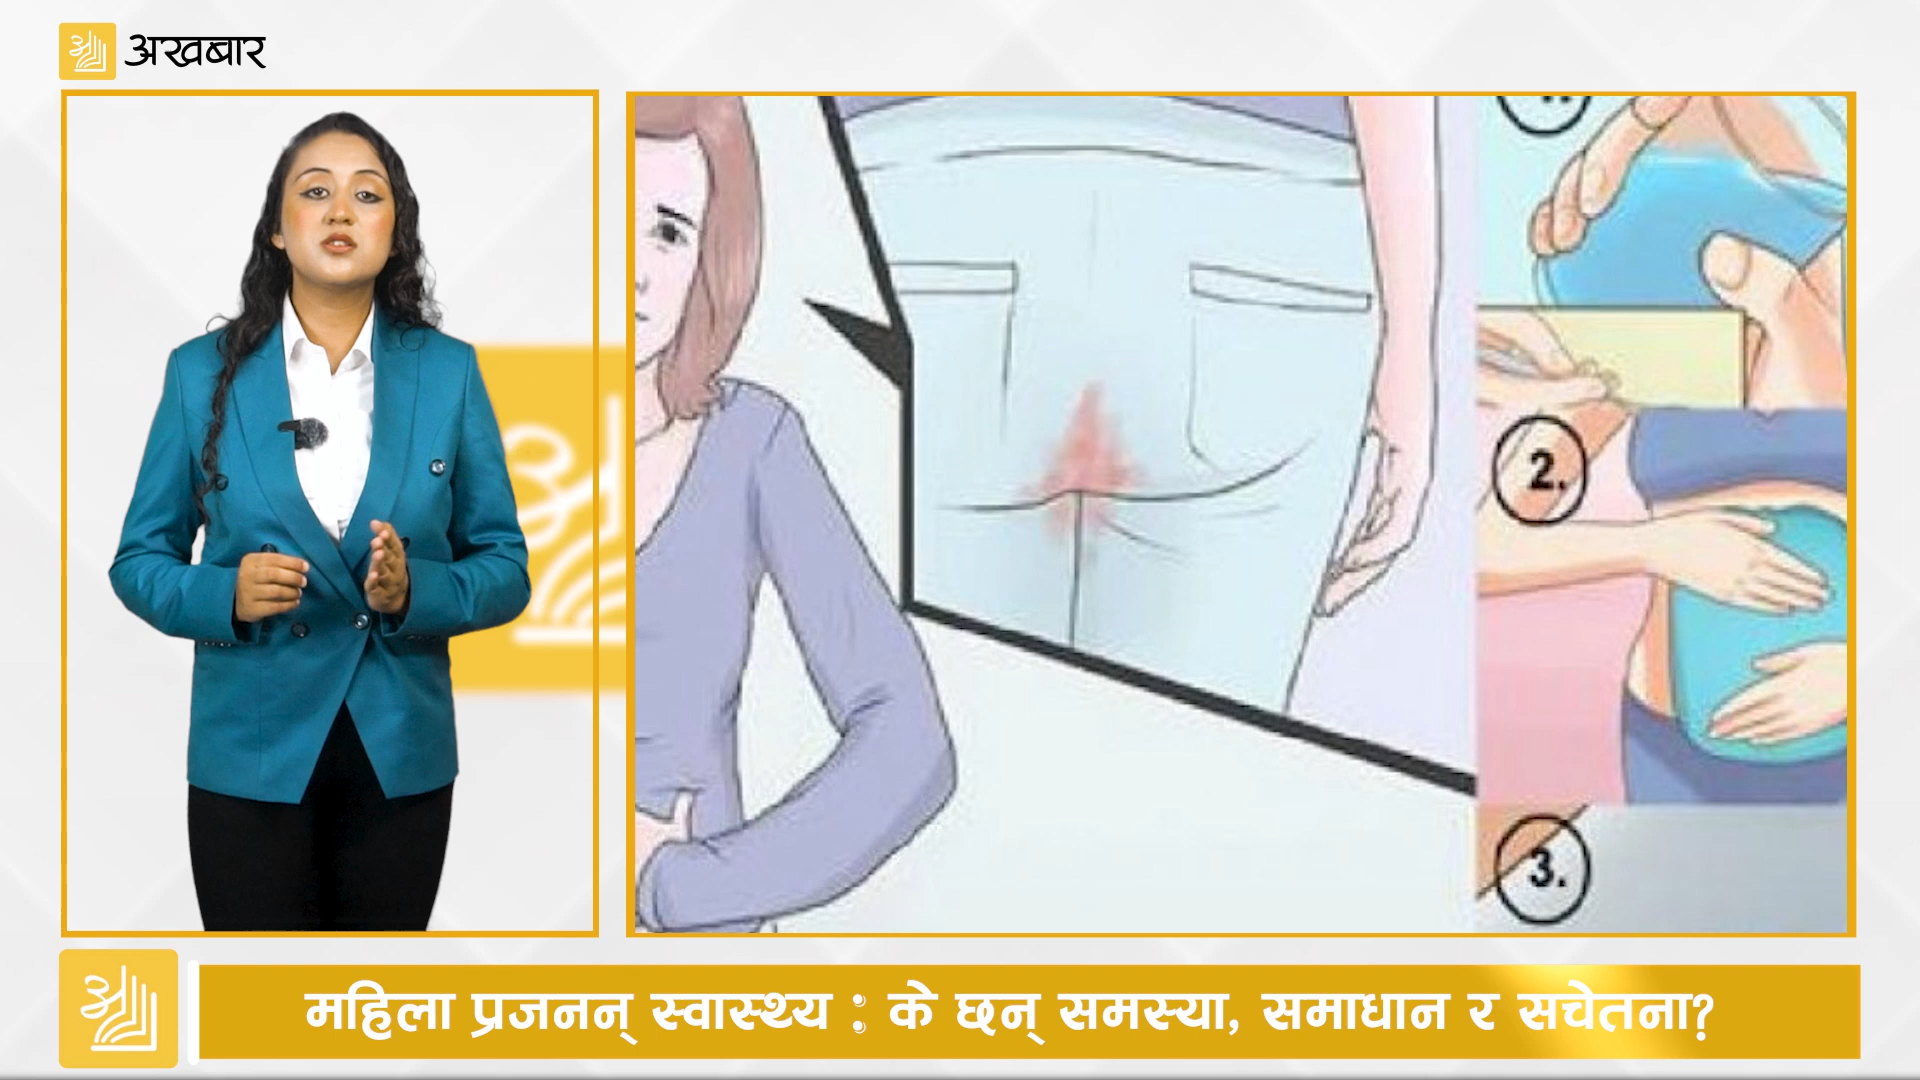 अखबार
2.
3.
महिला प्रजनन् स्वास्थ्य : के छन् समस्या, समाधान र सचेतना?